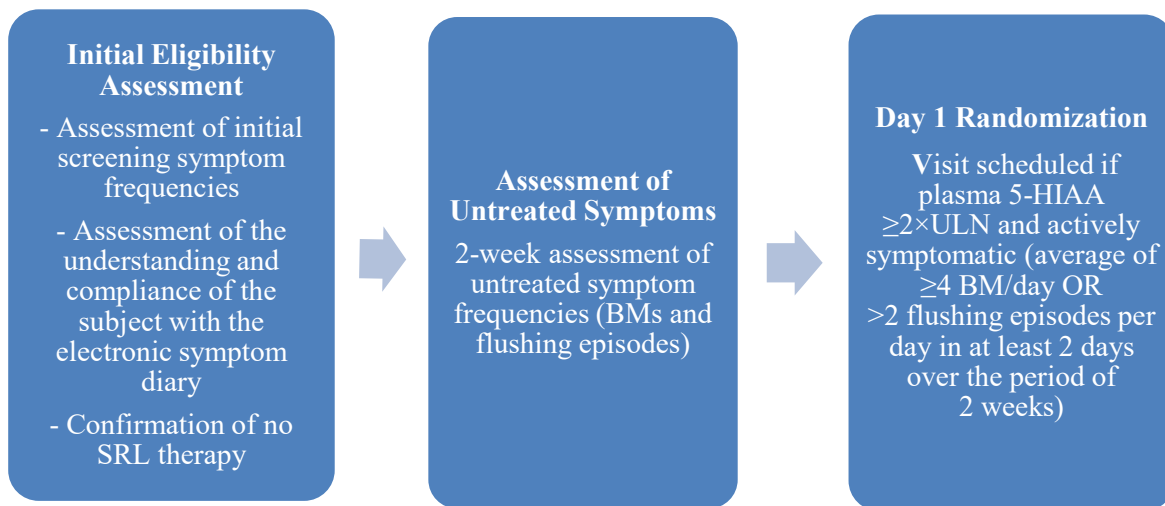 Initial Eligibility
Assessment
- Assessment of initial
screening symptom
frequencies
- Assessment of the
understanding and
compliance of the
subject with the
electronic symptom
diary
- Confirmation of no
SRL therapy
Assessment of
Untreated Symptoms
2-week assessment of
untreated symptom
frequencies (BMs and
flushing episodes)
Day 1 Randomization
Visit scheduled if
plasma 5-HIAA
≥2×ULN and actively
symptomatic (average of
≥4 BM/day OR
>2 flushing episodes per
day in at least 2 days
over the period of
2 weeks)